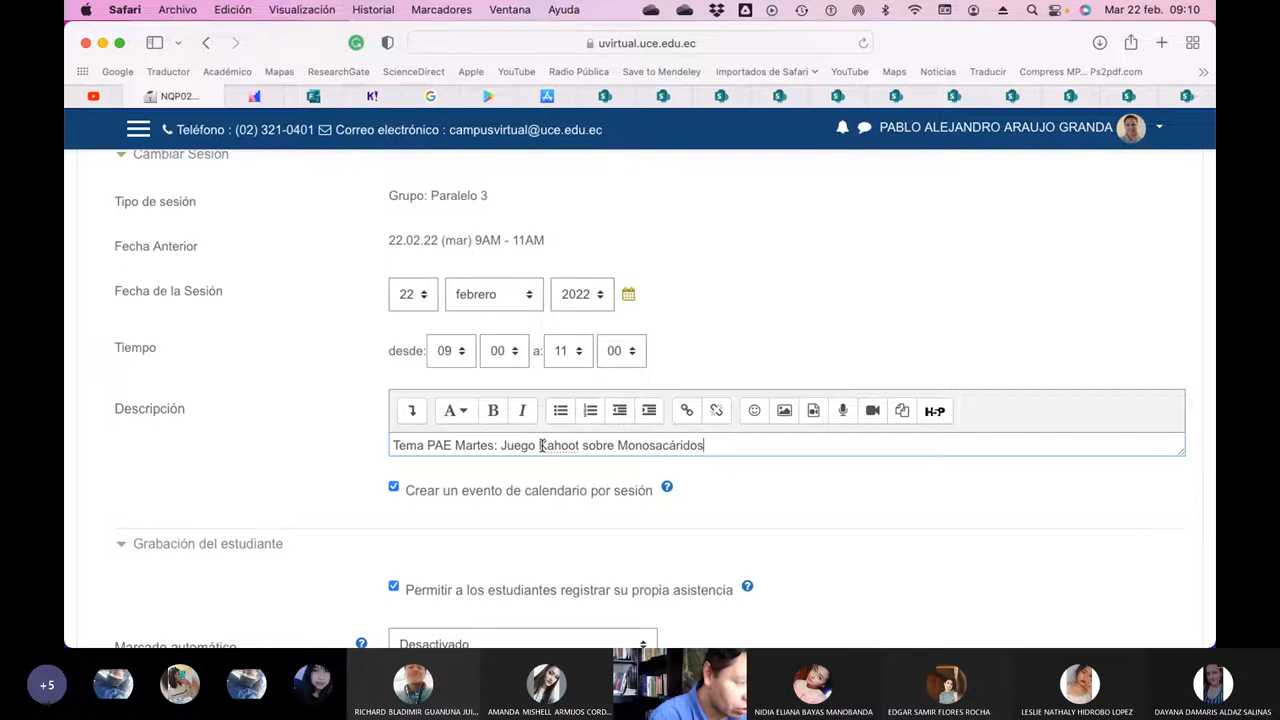 Safari Archivo Edición Visualización Historial Marcadores Ventana Ayuda Mar 22 feb. 09:10
uvirtual.uce.edu.ec
Google Traductor Académico Mapas ResearchGate ScienceDirect Apple YouTube Radio Pública Save to Mendeley Importados de Safari YouTube Maps Noticias Traducir Compress MP... Ps2pdf.com
NQP02...
Teléfono : (02) 321-0401 Correo electrónico : campusvirtual@uce.edu.ec PABLO ALEJANDRO ARAUJO GRANDA
Cambiar Sesión
Tipo de sesión Grupo: Paralelo 3
Fecha Anterior 22.02.22 (mar) 9AM - 11AM
Fecha de la Sesión 22 febrero 2022
Tiempo desde: 09 00 a: 11 00
Descripción
A B I H-P
Tema PAE Martes: Juego Kahoot sobre Monosacáridos
Crear un evento de calendario por sesión
Grabación del estudiante
Permitir a los estudiantes registrar su propia asistencia
Marcado automático Desactivado
+5
RICHARD BLADIMIR GUANUNA JUI... AMANDA MISHELL ARMIJOS CORD... NIDIA ELIANA BAYAS MANOBANDA EDGAR SAMIR FLORES ROCHA LESLIE NATHALY HIDROBO LOPEZ DAYANA DAMARIS ALDAZ SALINAS